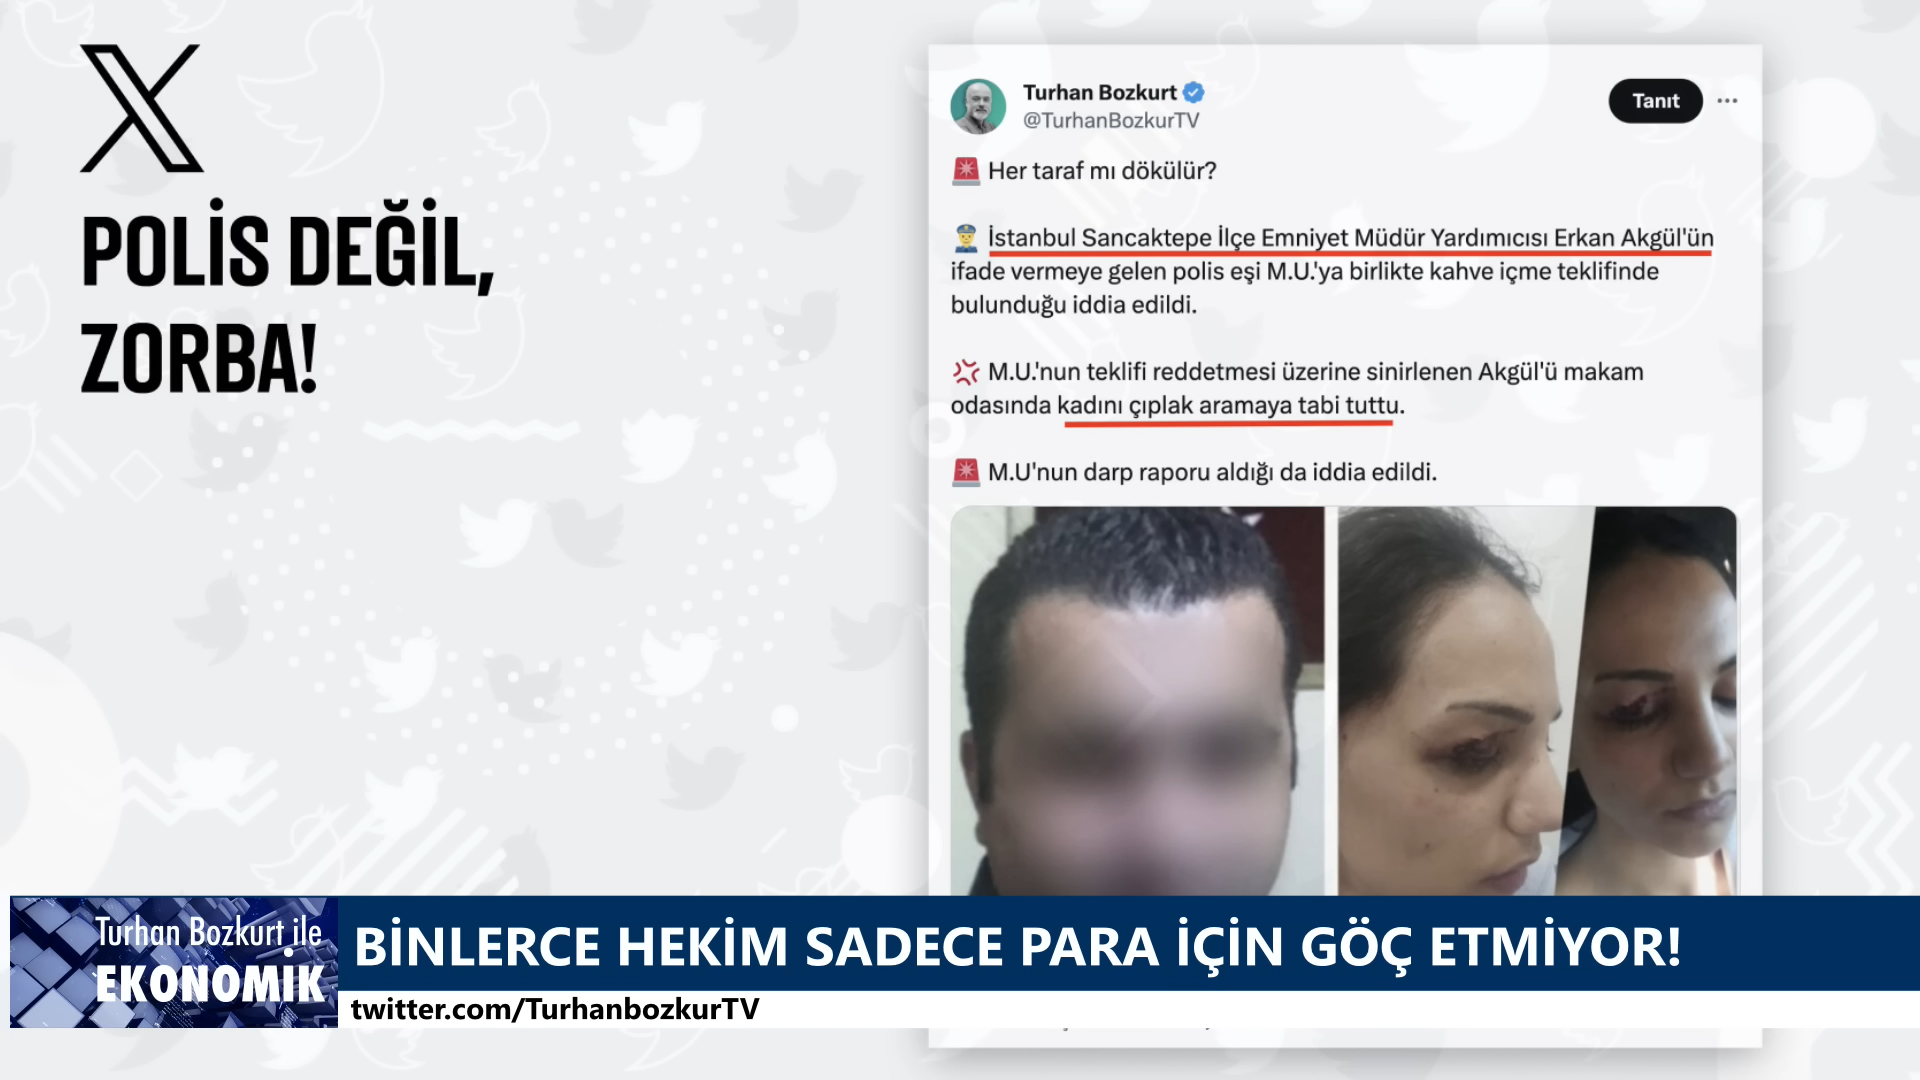 X
POLİS DEĞİL,
ZORBA!
Turhan Bozkurt
@TurhanBozkurTV
Tanıt
Her taraf mı dökülür?
İstanbul Sancaktepe İlçe Emniyet Müdür Yardımıcısı Erkan Akgül'ün
ifade vermeye gelen polis eşi M.U.'ya birlikte kahve içme teklifinde
bulunduğu iddia edildi.
M.U.'nun teklifi reddetmesi üzerine sinirlenen Akgül'ü makam
odasında kadını çıplak aramaya tabi tuttu.
M.U'nun darp raporu aldığı da iddia edildi.
Turhan Bozkurt ile
EKONOMİK
BİNLERCE HEKİM SADECE PARA İÇİN GÖÇ ETMİYOR!
twitter.com/TurhanbozkurTV